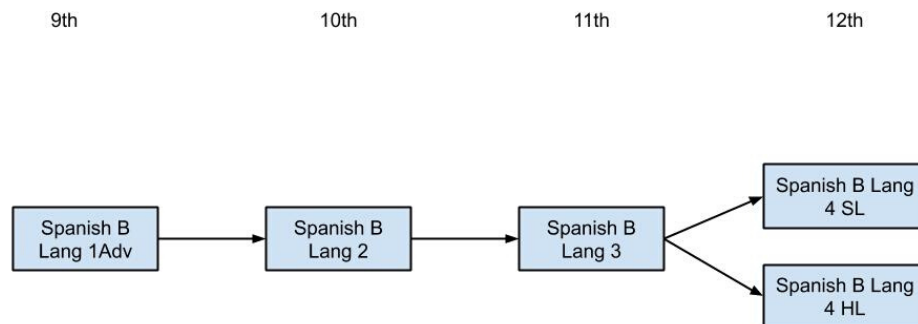 9th
10th
11th
12th
Spanish B
Lang 1Adv
Spanish B
Lang 2
Spanish B
Lang 3
Spanish B Lang
4 SL
Spanish B Lang
4 HL